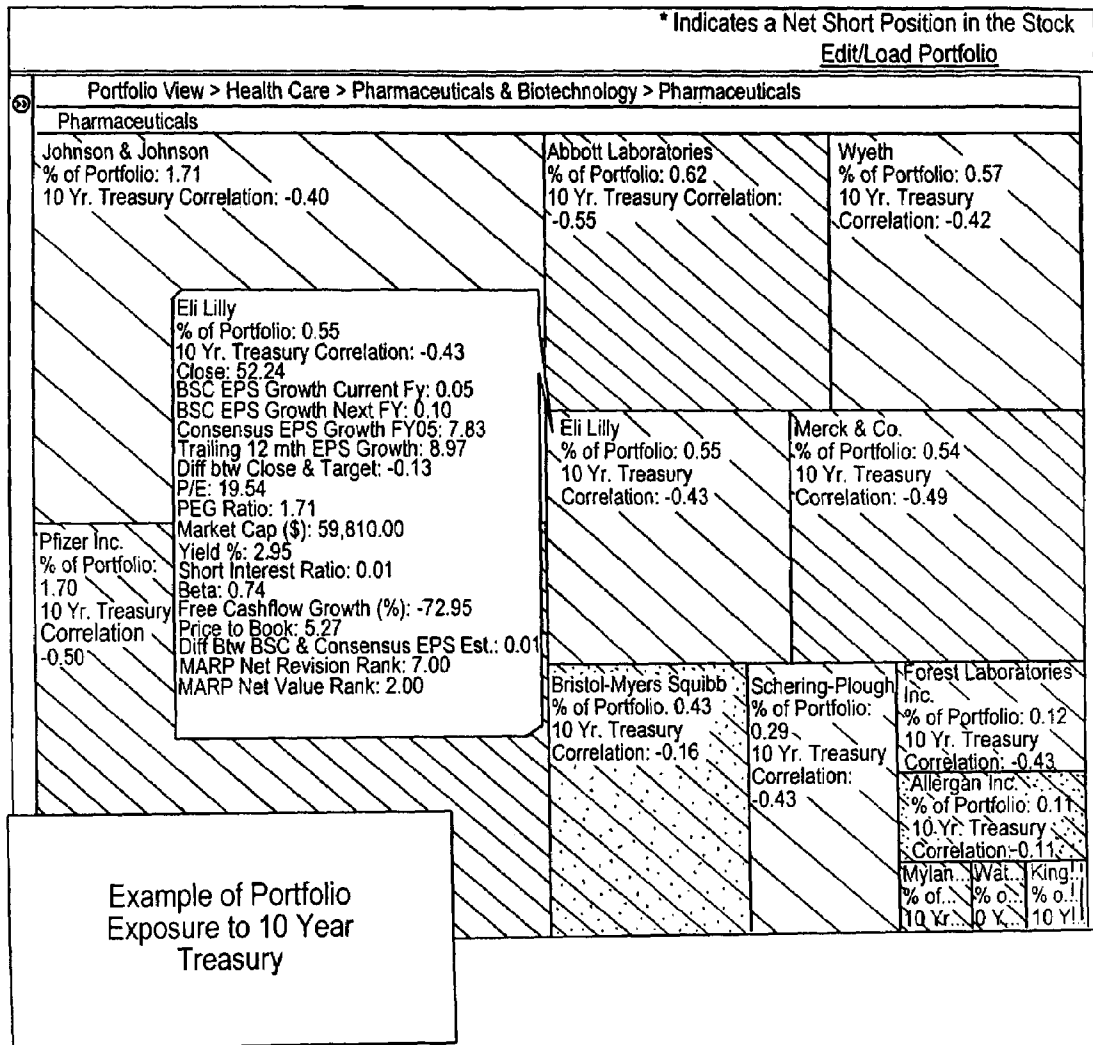 * Indicates a Net Short Position in the Stock
Edit/Load Portfolio
Portfolio View > Health Care > Pharmaceuticals & Biotechnology > Pharmaceuticals
Pharmaceuticals
Johnson & Johnson
% of Portfolio: 1.71
10 Yr. Treasury Correlation: -0.40
Abbott Laboratories
% of Portfolio: 0.62
10 Yr. Treasury Correlation:
-0.55
Wyeth
% of Portfolio: 0.57
10 Yr. Treasury
Correlation: -0.42
Eli Lilly
% of Portfolio: 0.55
10 Yr. Treasury Correlation: -0.43
Close: 52.24
BSC EPS Growth Current Fy: 0.05
BSC EPS Growth Next FY: 0.10
Consensus EPS Growth FY05: 7.83
Trailing 12 mth EPS Growth: 8.97
Diff btw Close & Target: -0.13
P/E: 19.54
PEG Ratio: 1.71
Market Cap ($): 59,810.00
Yield %: 2.95
Short Interest Ratio: 0.01
Beta: 0.74
Free Cashflow Growth (%): -72.95
Price to Book: 5.27
Diff Btw BSC & Consensus EPS Est.: 0.01
MARP Net Revision Rank: 7.00
MARP Net Value Rank: 2.00
Eli Lilly
% of Portfolio: 0.55
10 Yr. Treasury
Correlation: -0.43
Merck & Co.
% of Portfolio: 0.54
10 Yr. Treasury
Correlation: -0.49
Pfizer Inc.
% of Portfolio:
1.70
10 Yr. Treasury
Correlation
-0.50
Bristol-Myers Squibb
% of Portfolio. 0.43
10 Yr. Treasury
Correlation: -0.16
Schering-Plough
% of Portfolio:
0.29
10 Yr. Treasury
Correlation:
-0.43
Forest Laboratories
Inc.
% of Portfolio: 0.12
10 Yr. Treasury
Correlation: -0.43
Allergan Inc.
% of Portfolio: 0.11
10 Yr. Treasury
Correlation: -0.11
Mylan...
% of...
10 Yr...
Wat...
% o...
0 Y...
King...
% o...
10 Y...
Example of Portfolio
Exposure to 10 Year
Treasury